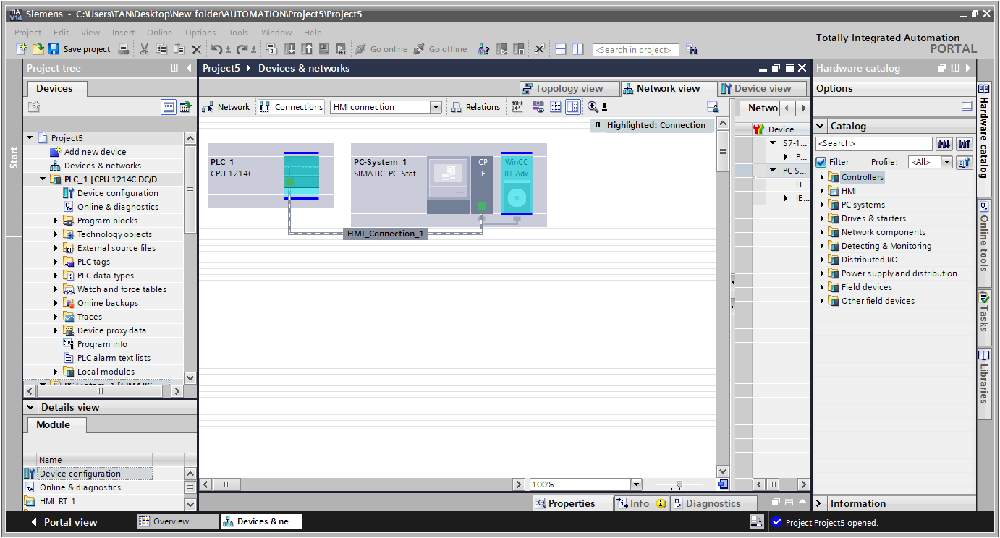 TIA V14 Siemens - C:\Users\TAN\Desktop\New folder\AUTOMATION\Project5\Project5
Project Edit View Insert Online Options Tools Window Help
Totally Integrated Automation
PORTAL
Save project Go online Go offline <Search in project>
Project tree
Devices
Project5
Add new device
Devices & networks
PLC_1 [CPU 1214C DC/D...
Device configuration
Online & diagnostics
Program blocks
Technology objects
External source files
PLC tags
PLC data types
Watch and force tables
Online backups
Traces
Device proxy data
Program info
PLC alarm text lists
Local modules
PC-System_1 [SIMATIC
Details view
Module
Name
Device configuration
Online & diagnostics
HMI_RT_1
Start
Project5 Devices & networks
Topology view Network view Device view
Network Connections HMI connection Relations
Highlighted: Connection
PLC_1
CPU 1214C
PC-System_1
SIMATIC PC Stat...
CP
IE
WinCC
RT Adv
HMI_Connection_1
100%
Networ
Device
S7-1...
P...
PC-S...
H...
IE...
Properties Info Diagnostics
Hardware catalog
Options
Catalog
<Search>
Filter Profile: <All>
Controllers
HMI
PC systems
Drives & starters
Network components
Detecting & Monitoring
Distributed I/O
Power supply and distribution
Field devices
Other field devices
Information
Hardware catalog
Online tools
Tasks
Libraries
Portal view Overview Devices & ne... Project Project5 opened.